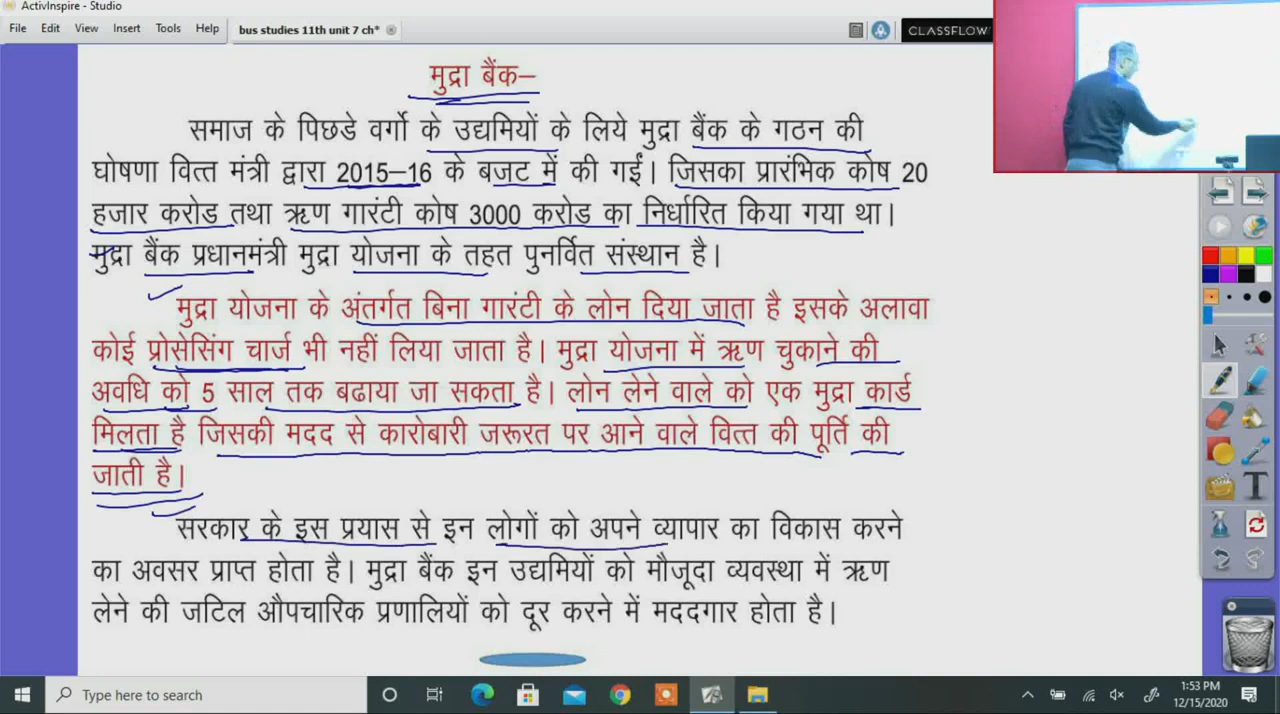 ActivInspire - Studio
File Edit View Insert Tools Help bus studies 11th unit 7 ch* CLASSFLOW
मुद्रा बैंक–
समाज के पिछडे वर्गो के उद्यमियों के लिये मुद्रा बैंक के गठन की
घोषणा वित्त मंत्री द्वारा 2015–16 के बजट में की गईं। जिसका प्रारंभिक कोष 20
हजार करोड तथा ऋण गारंटी कोष 3000 करोड का निर्धारित किया गया था।
मुद्रा बैंक प्रधानमंत्री मुद्रा योजना के तहत पुनर्वित संस्थान है।
मुद्रा योजना के अंतर्गत बिना गारंटी के लोन दिया जाता है इसके अलावा
कोई प्रोसेसिंग चार्ज भी नहीं लिया जाता है। मुद्रा योजना में ऋण चुकाने की
अवधि को 5 साल तक बढाया जा सकता है। लोन लेने वाले को एक मुद्रा कार्ड
मिलता है जिसकी मदद से कारोबारी जरूरत पर आने वाले वित्त की पूर्ति की
जाती है।
सरकार के इस प्रयास से इन लोगों को अपने व्यापार का विकास करने
का अवसर प्राप्त होता है। मुद्रा बैंक इन उद्यमियों को मौजूदा व्यवस्था में ऋण
लेने की जटिल औपचारिक प्रणालियों को दूर करने में मददगार होता है।
Type here to search
1:53 PM
12/15/2020